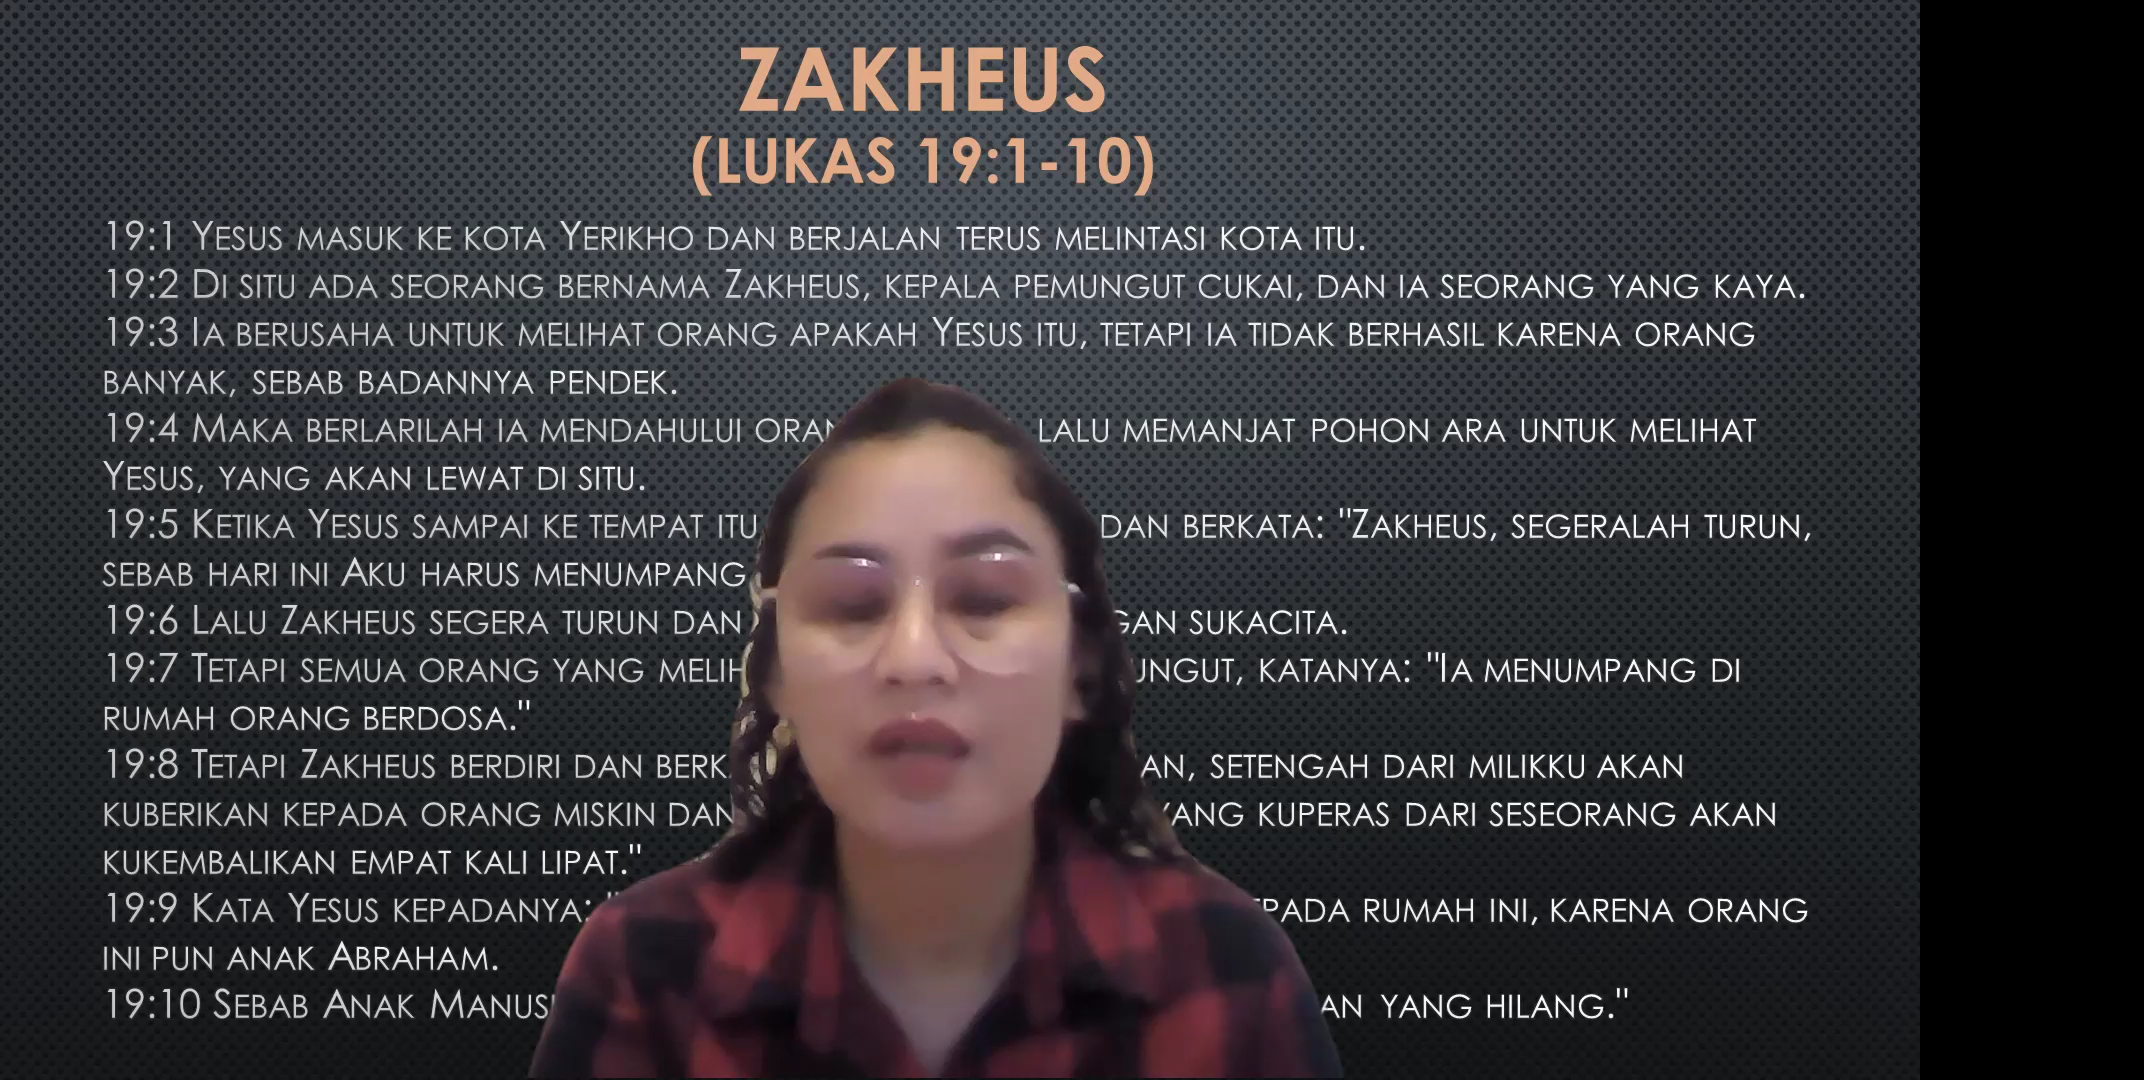 ZAKHEUS
(LUKAS 19:1-10)
19:1 YESUS MASUK KE KOTA YERIKHO DAN BERJALAN TERUS MELINTASI KOTA ITU.
19:2 DI SITU ADA SEORANG BERNAMA ZAKHEUS, KEPALA PEMUNGUT CUKAI, DAN IA SEORANG YANG KAYA.
19:3 IA BERUSAHA UNTUK MELIHAT ORANG APAKAH YESUS ITU, TETAPI IA TIDAK BERHASIL KARENA ORANG
BANYAK, SEBAB BADANNYA PENDEK.
19:4 MAKA BERLARILAH IA MENDAHULUI LALU MEMANJAT POHON ARA UNTUK MELIHAT
YESUS, YANG AKAN LEWAT DI SITU.
19:5 KETIKA YESUS SAMPAI KE TEMPAT ITU DAN BERKATA: "ZAKHEUS, SEGERALAH TURUN,
SEBAB HARI INI AKU HARUS MENUMPANG
19:6 LALU ZAKHEUS SEGERA TURUN DAN SUKACITA.
19:7 TETAPI SEMUA ORANG YANG KATANYA: "IA MENUMPANG DI
RUMAH ORANG BERDOSA."
19:8 TETAPI ZAKHEUS BERDIRI DAN SETENGAH DARI MILIKKU AKAN
KUBERIKAN KEPADA ORANG MISKIN DAN KUPERAS DARI SESEORANG AKAN
KUKEMBALIKAN EMPAT KALI LIPAT."
19:9 KATA YESUS KEPADANYA: " RUMAH INI, KARENA ORANG
INI PUN ANAK ABRAHAM.
19:10 SEBAB ANAK YANG HILANG."